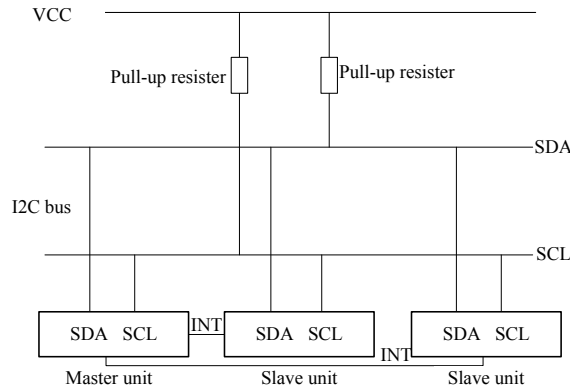 VCC
Pull-up resister
Pull-up resister
SDA
I2C bus
SCL
SDA SCL
INT
SDA SCL
INT
SDA SCL
Master unit
Slave unit
Slave unit